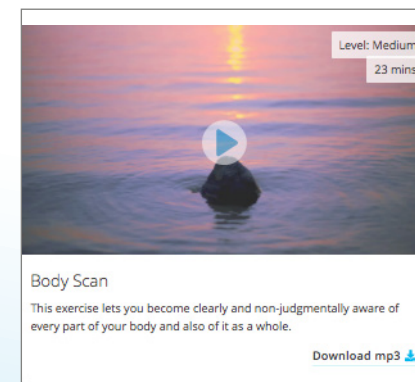 Level: Medium
23 mins
Body Scan
This exercise lets you become clearly and non-judgmentally aware of
every part of your body and also of it as a whole.
Download mp3